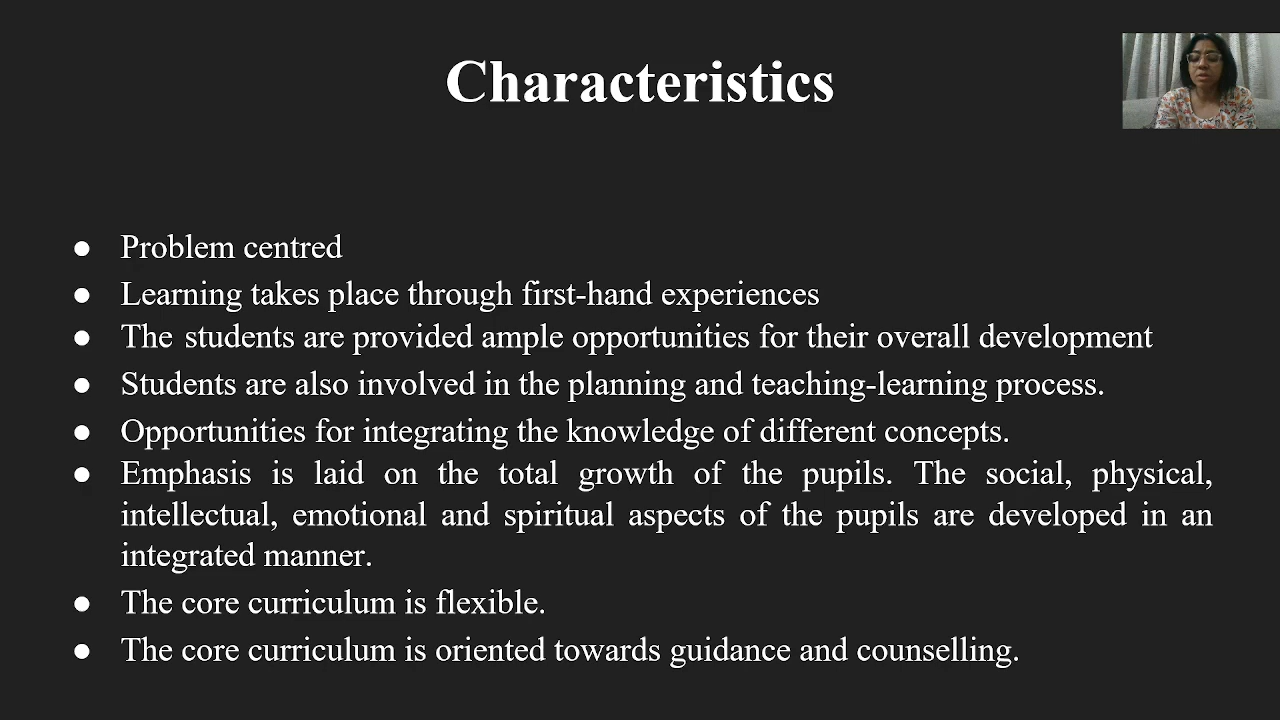 Characteristics
● Problem centred
● Learning takes place through first-hand experiences
● The students are provided ample opportunities for their overall development
● Students are also involved in the planning and teaching-learning process.
● Opportunities for integrating the knowledge of different concepts.
● Emphasis is laid on the total growth of the pupils. The social, physical,
intellectual, emotional and spiritual aspects of the pupils are developed in an
integrated manner.
● The core curriculum is flexible.
● The core curriculum is oriented towards guidance and counselling.